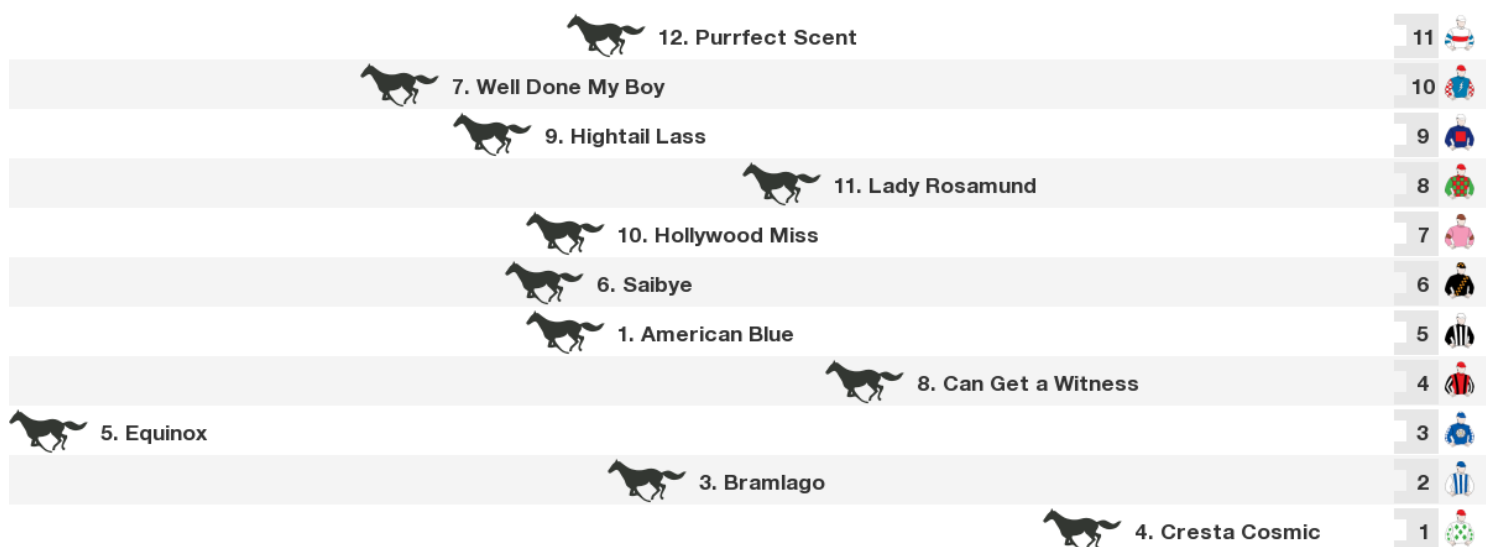 12. Purrfect Scent 11
7. Well Done My Boy 10
9. Hightail Lass 9
11. Lady Rosamund 8
10. Hollywood Miss 7
6. Saibye 6
1. American Blue 5
8. Can Get a Witness 4
5. Equinox 3
3. Bramlago 2
4. Cresta Cosmic 1